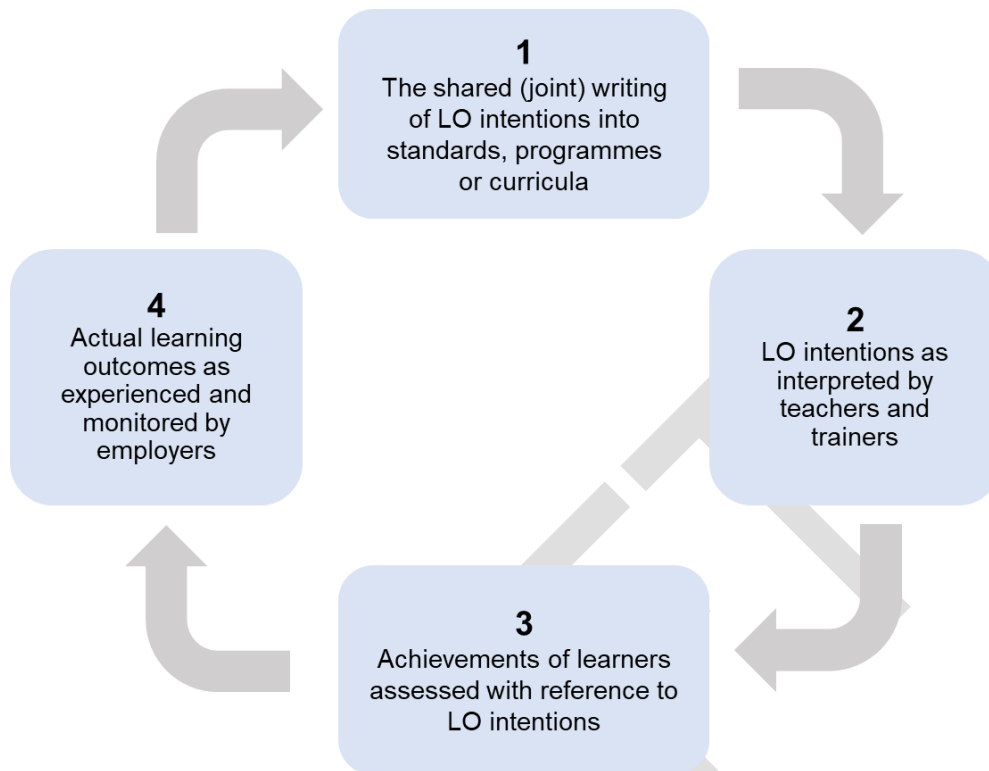 1
The shared (joint) writing
of LO intentions into
standards, programmes
or curricula
2
LO intentions as
interpreted by
teachers and
trainers
3
Achievements of learners
assessed with reference to
LO intentions
4
Actual learning
outcomes as
experienced and
monitored by
employers